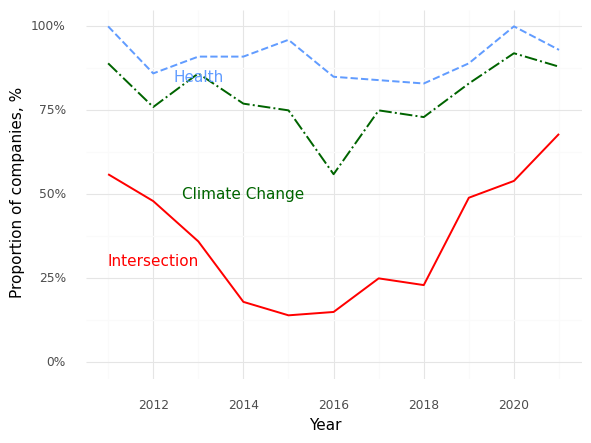 100%
Health
75%
Climate Change
50%
Intersection
25%
0%
Proportion of companies, %
2012 2014 2016 2018 2020
Year